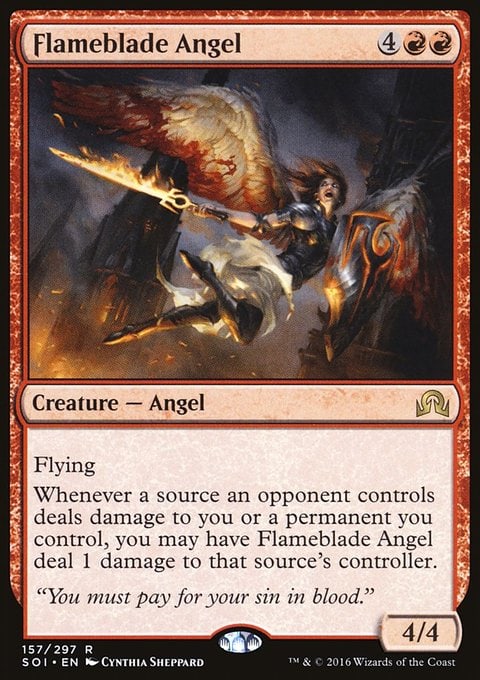 Flameblade Angel 4
Creature — Angel
Flying
Whenever a source an opponent controls
deals damage to you or a permanent you
control, you may have Flameblade Angel
deal 1 damage to that source's controller.
"You must pay for your sin in blood."
4/4
157/297 R
SOI • EN Cynthia Sheppard
™ & © 2016 Wizards of the Coast